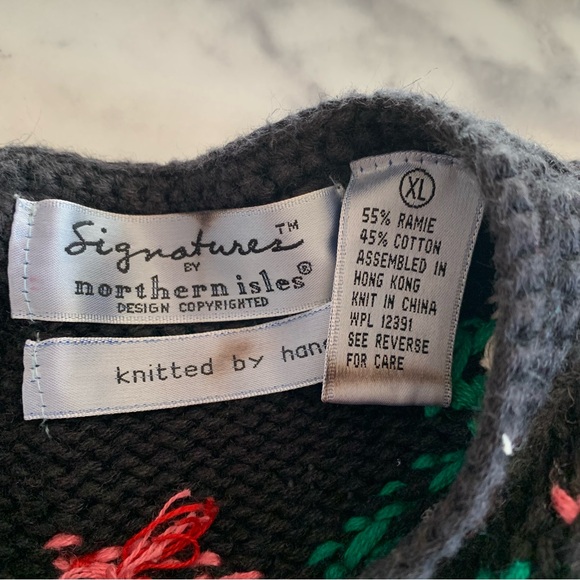 Signatures™
BY
northern isles®
DESIGN COPYRIGHTED
knitted by
XL
55% RAMIE
45% COTTON
ASSEMBLED IN
HONG KONG
KNIT IN CHINA
WPL 12391
SEE REVERSE
FOR CARE